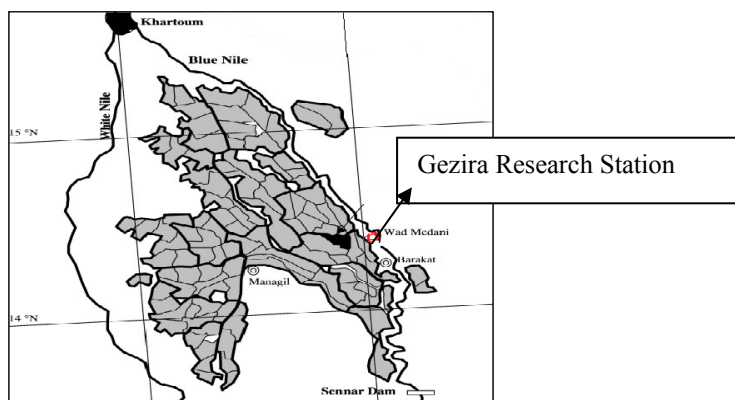 Khartoum
Blue Nile
White Nile
15 °N
Gezira Research Station
Wad Medani
Barakat
Managil
14 °N
Sennar Dam